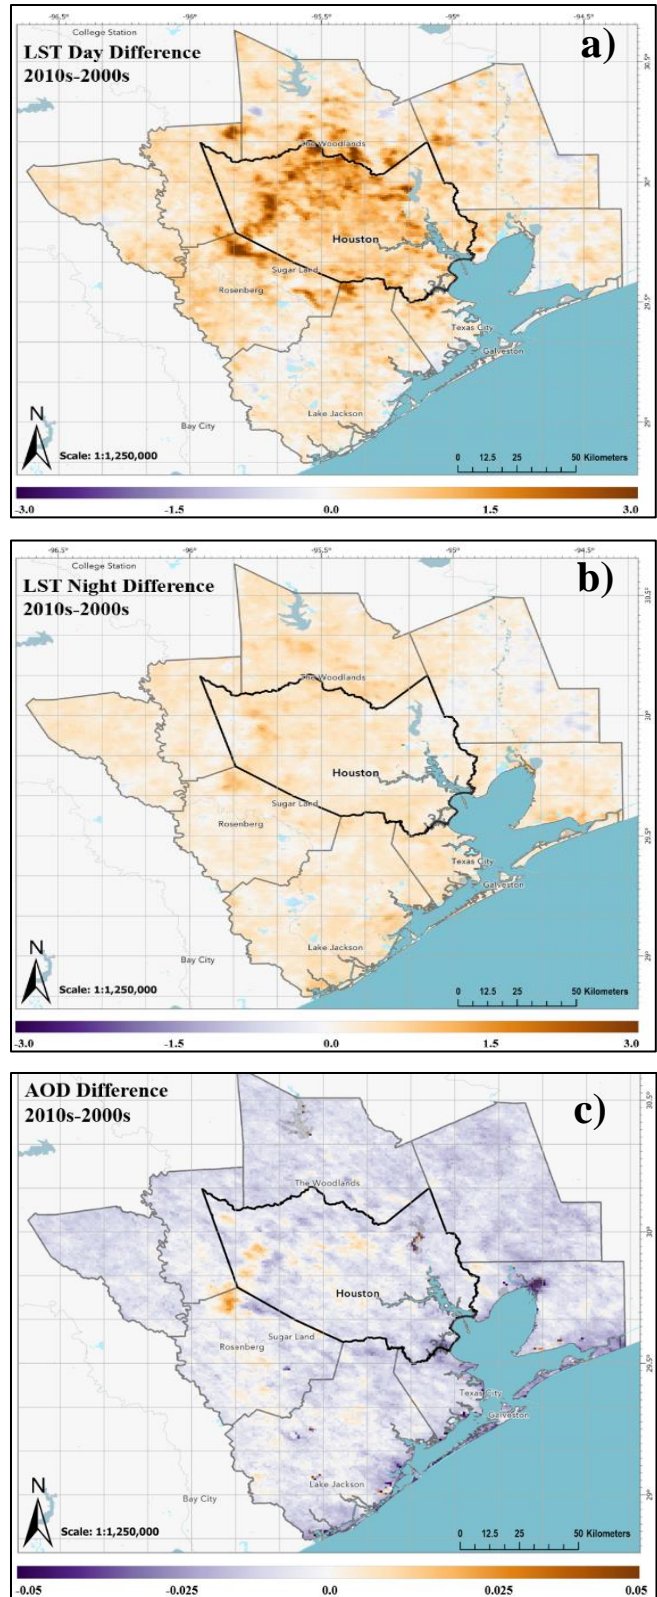 -96.5° -96° -95.5° -95° -94.5°
College Station
LST Day Difference
2010s-2000s
a)
30.5°
The Woodlands
30°
Houston
Sugar Land
Rosenberg
29.5°
Texas City
Galveston
Lake Jackson
29°
Bay City
N
Scale: 1:1,250,000
0 12.5 25 50 Kilometers
-3.0 -1.5 0.0 1.5 3.0
-96.5° -96° -95.5° -95° -94.5°
College Station
LST Night Difference
2010s-2000s
b)
30.5°
The Woodlands
30°
Houston
Sugar Land
Rosenberg
29.5°
Texas City
Galveston
Lake Jackson
29°
Bay City
N
Scale: 1:1,250,000
0 12.5 25 50 Kilometers
-3.0 -1.5 0.0 1.5 3.0
AOD Difference
2010s-2000s
c)
30.5°
The Woodlands
30°
Houston
Sugar Land
Rosenberg
29.5°
Texas City
Galveston
Lake Jackson
29°
Bay City
N
Scale: 1:1,250,000
0 12.5 25 50 Kilometers
-0.05 -0.025 0.0 0.025 0.05